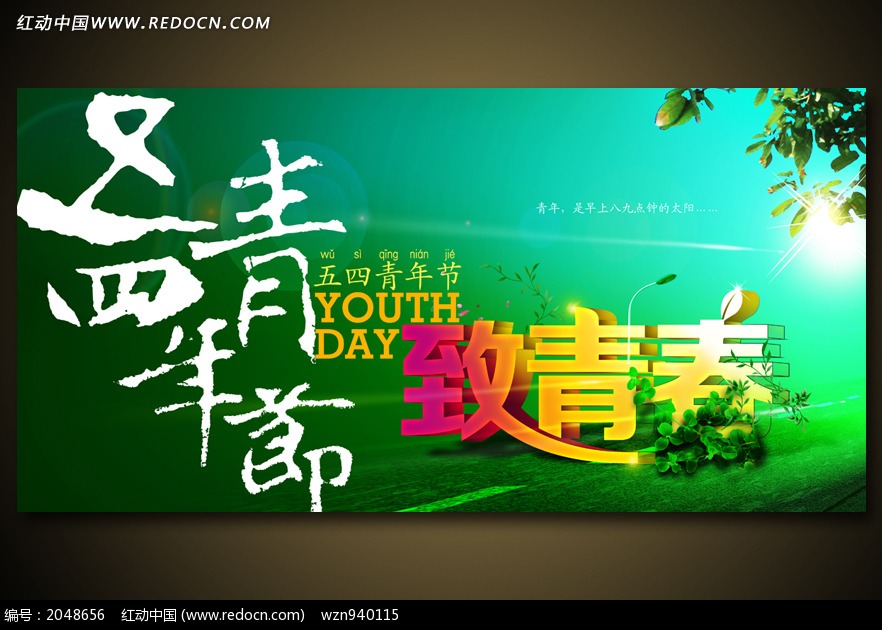 红动中国WWW.REDOCN.COM
五四青年節
青年，是早上八九点钟的太阳……
wǔ sì qīng nián jié
五四青年节
YOUTH
DAY
致青春
编号：2048656 红动中国 (www.redocn.com) wzn940115